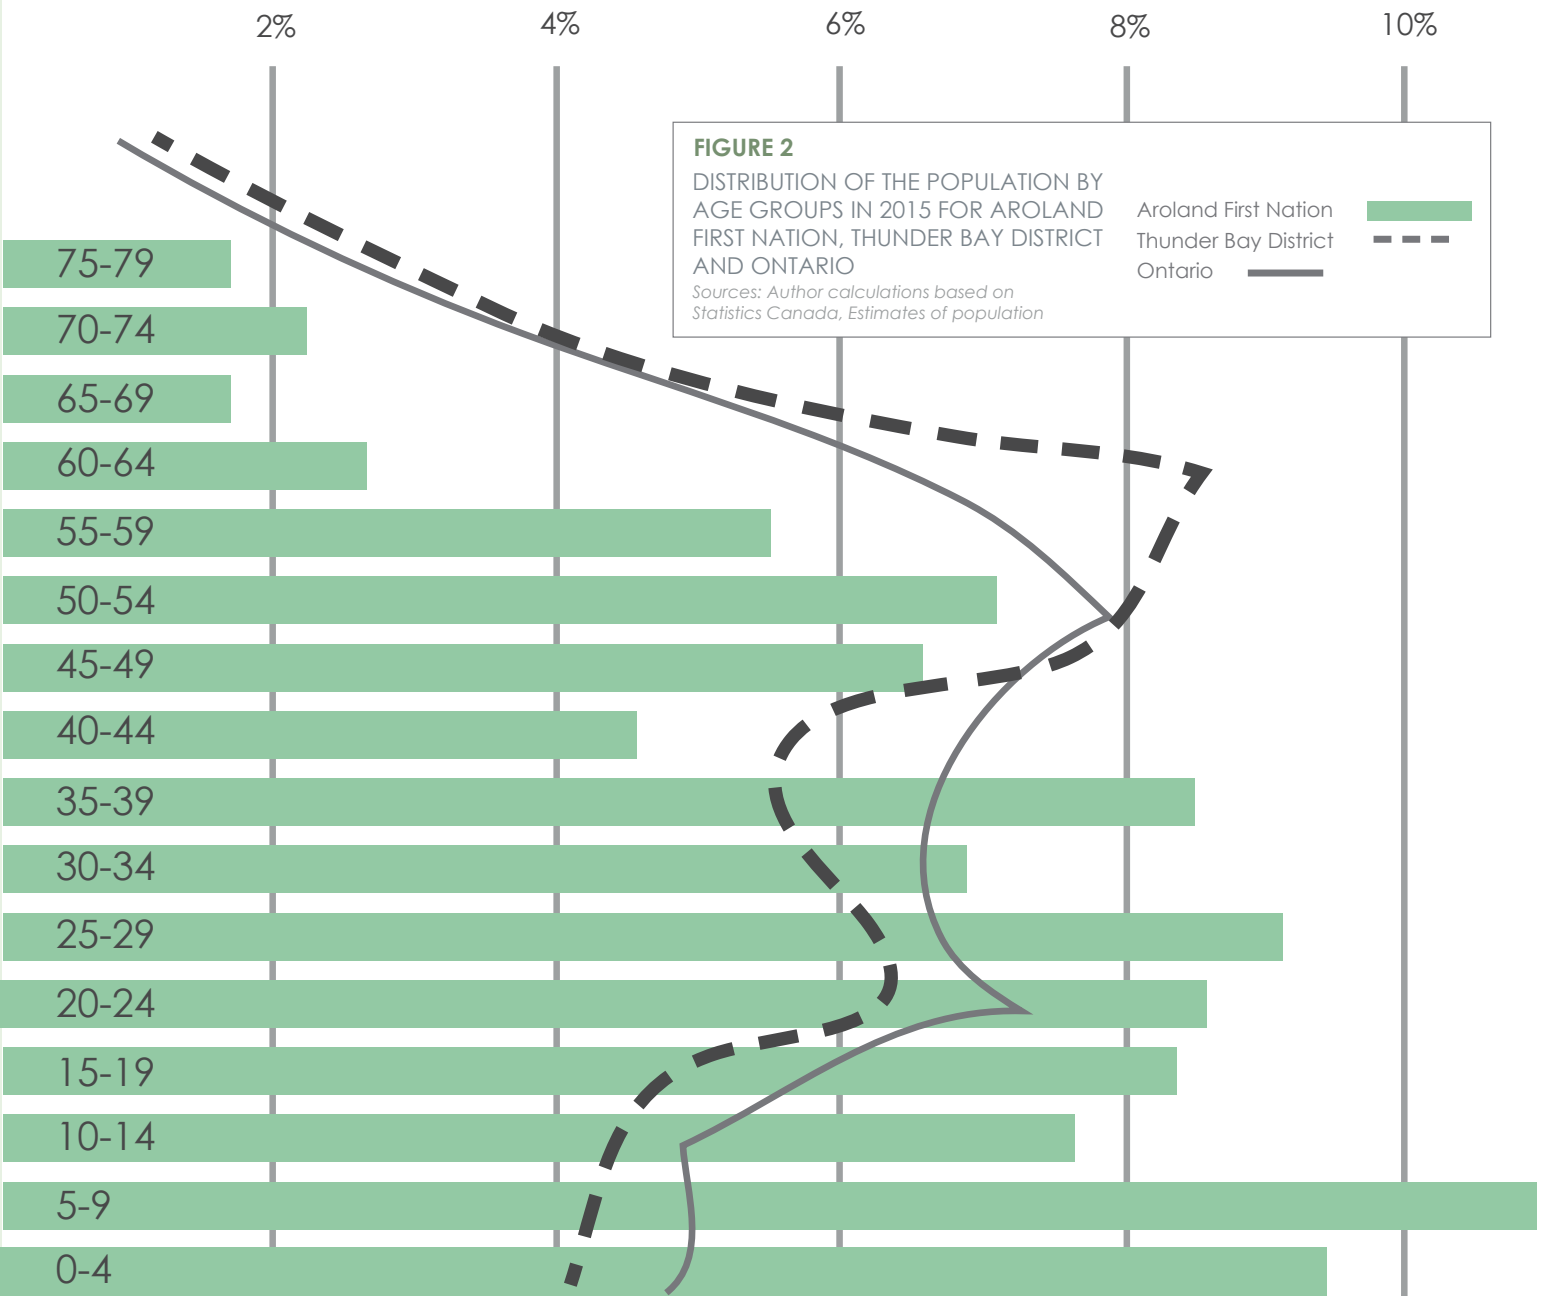 2%
4%
6%
8%
10%
FIGURE 2
DISTRIBUTION OF THE POPULATION BY
AGE GROUPS IN 2015 FOR AROLAND
FIRST NATION, THUNDER BAY DISTRICT
AND ONTARIO
Sources: Author calculations based on
Statistics Canada, Estimates of population
Aroland First Nation
Thunder Bay District
Ontario
75-79
70-74
65-69
60-64
55-59
50-54
45-49
40-44
35-39
30-34
25-29
20-24
15-19
10-14
5-9
0-4